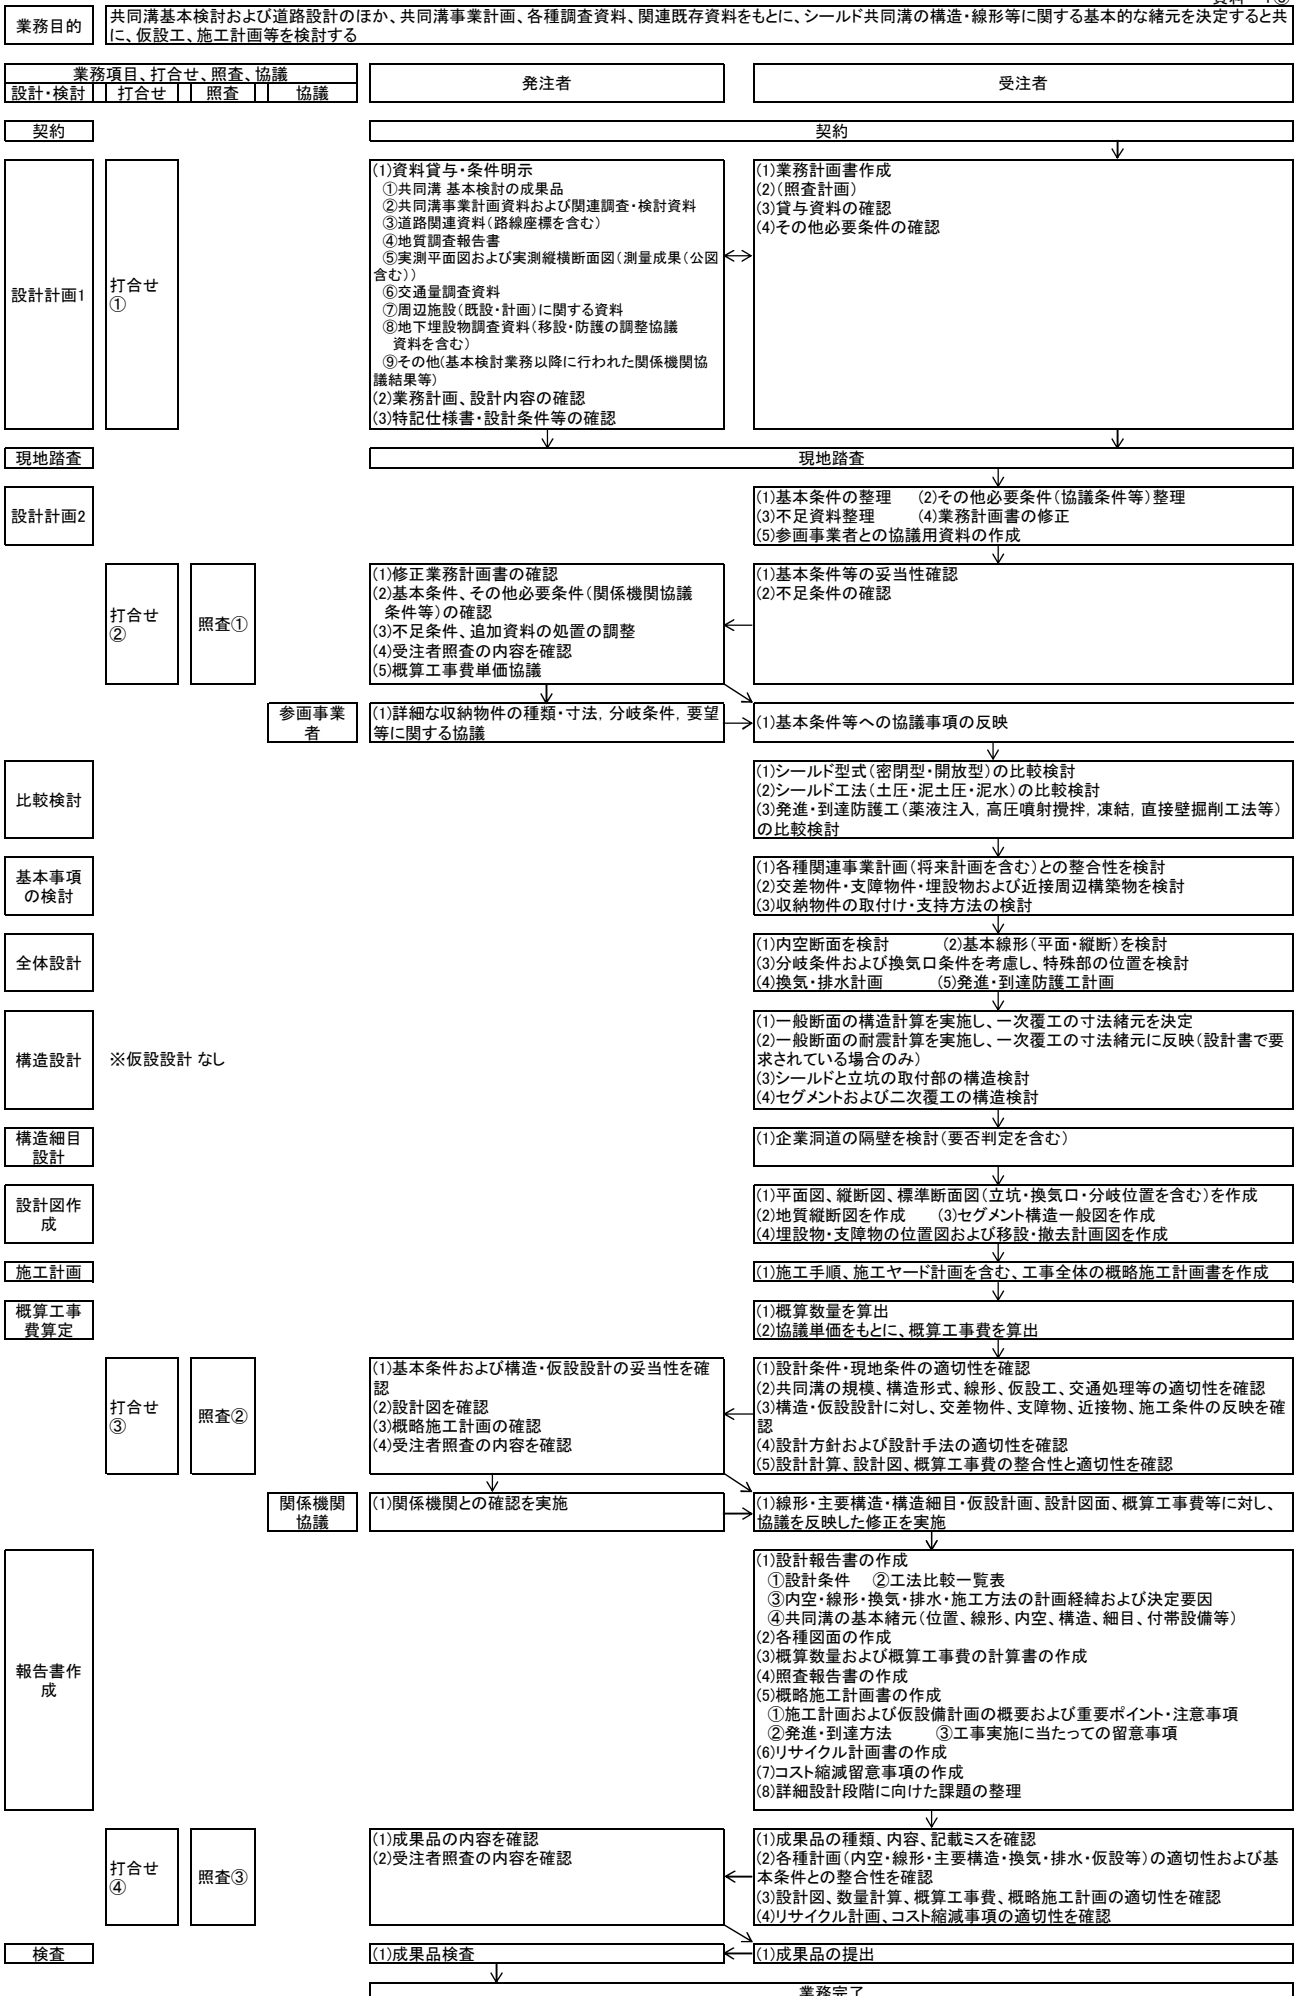 業務目的
共同溝基本検討および道路設計のほか、共同溝事業計画、各種調査資料、関連既存資料をもとに、シールド共同溝の構造・線形等に関する基本的な緒元を決定すると共
に、仮設工、施工計画等を検討する
業務項目、打合せ、照査、協議
設計・検討 打合せ 照査 協議
発注者
受注者
契約
契約
設計計画1
打合せ
①
(1)資料貸与・条件明示
①共同溝 基本検討の成果品
②共同溝事業計画資料および関連調査・検討資料
③道路関連資料(路線座標を含む)
④地質調査報告書
⑤実測平面図および実測縦横断面図(測量成果(公図
含む))
⑥交通量調査資料
⑦周辺施設(既設・計画)に関する資料
⑧地下埋設物調査資料(移設・防護の調整協議
資料を含む)
⑨その他(基本検討業務以降に行われた関係機関協
議結果等)
(2)業務計画、設計内容の確認
(3)特記仕様書・設計条件等の確認
(1)業務計画書作成
(2)(照査計画)
(3)貸与資料の確認
(4)その他必要条件の確認
現地踏査
現地踏査
設計計画2
(1)基本条件の整理 (2)その他必要条件(協議条件等)整理
(3)不足資料整理 (4)業務計画書の修正
(5)参画事業者との協議用資料の作成
打合せ
②
照査①
(1)修正業務計画書の確認
(2)基本条件、その他必要条件(関係機関協議
条件等)の確認
(3)不足条件、追加資料の処置の調整
(4)受注者照査の内容を確認
(5)概算工事費単価協議
(1)基本条件等の妥当性確認
(2)不足条件の確認
参画事業
者
(1)詳細な収納物件の種類・寸法, 分岐条件, 要望
等に関する協議
(1)基本条件等への協議事項の反映
比較検討
(1)シールド型式(密閉型・開放型)の比較検討
(2)シールド工法(土圧・泥土圧・泥水)の比較検討
(3)発進・到達防護工(薬液注入, 高圧噴射攪拌, 凍結, 直接壁掘削工法等)
の比較検討
基本事項
の検討
(1)各種関連事業計画(将来計画を含む)との整合性を検討
(2)交差物件・支障物件・埋設物および近接周辺構築物を検討
(3)収納物件の取付け・支持方法の検討
全体設計
(1)内空断面を検討 (2)基本線形(平面・縦断)を検討
(3)分岐条件および換気口条件を考慮し、特殊部の位置を検討
(4)換気・排水計画 (5)発進・到達防護工計画
構造設計
※仮設設計 なし
(1)一般断面の構造計算を実施し、一次覆工の寸法緒元を決定
(2)一般断面の耐震計算を実施し、一次覆工の寸法緒元に反映(設計書で要
求されている場合のみ)
(3)シールドと立坑の取付部の構造検討
(4)セグメントおよび二次覆工の構造検討
構造細目
設計
(1)企業洞道の隔壁を検討(要否判定を含む)
設計図作
成
(1)平面図、縦断図、標準断面図(立坑・換気口・分岐位置を含む)を作成
(2)地質縦断図を作成 (3)セグメント構造一般図を作成
(4)埋設物・支障物の位置図および移設・撤去計画図を作成
施工計画
(1)施工手順、施工ヤード計画を含む、工事全体の概略施工計画書を作成
概算工事
費算定
(1)概算数量を算出
(2)協議単価をもとに、概算工事費を算出
打合せ
③
照査②
(1)基本条件および構造・仮設設計の妥当性を確
認
(2)設計図を確認
(3)概略施工計画の確認
(4)受注者照査の内容を確認
(1)設計条件・現地条件の適切性を確認
(2)共同溝の規模、構造形式、線形、仮設工、交通処理等の適切性を確認
(3)構造・仮設設計に対し、交差物件、支障物、近接物、施工条件の反映を確
認
(4)設計方針および設計手法の適切性を確認
(5)設計計算、設計図、概算工事費の整合性と適切性を確認
関係機関
協議
(1)関係機関との確認を実施
(1)線形・主要構造・構造細目・仮設計画、設計図面、概算工事費等に対し、
協議を反映した修正を実施
報告書作
成
(1)設計報告書の作成
①設計条件 ②工法比較一覧表
③内空・線形・換気・排水・施工方法の計画経緯および決定要因
④共同溝の基本緒元(位置、線形、内空、構造、細目、付帯設備等)
(2)各種図面の作成
(3)概算数量および概算工事費の計算書の作成
(4)照査報告書の作成
(5)概略施工計画書の作成
①施工計画および仮設備計画の概要および重要ポイント・注意事項
②発進・到達方法 ③工事実施に当たっての留意事項
(6)リサイクル計画書の作成
(7)コスト縮減留意事項の作成
(8)詳細設計段階に向けた課題の整理
打合せ
④
照査③
(1)成果品の内容を確認
(2)受注者照査の内容を確認
(1)成果品の種類、内容、記載ミスを確認
(2)各種計画(内空・線形・主要構造・換気・排水・仮設等)の適切性および基
本条件との整合性を確認
(3)設計図、数量計算、概算工事費、概略施工計画の適切性を確認
(4)リサイクル計画、コスト縮減事項の適切性を確認
検査
(1)成果品検査
(1)成果品の提出
業務完了